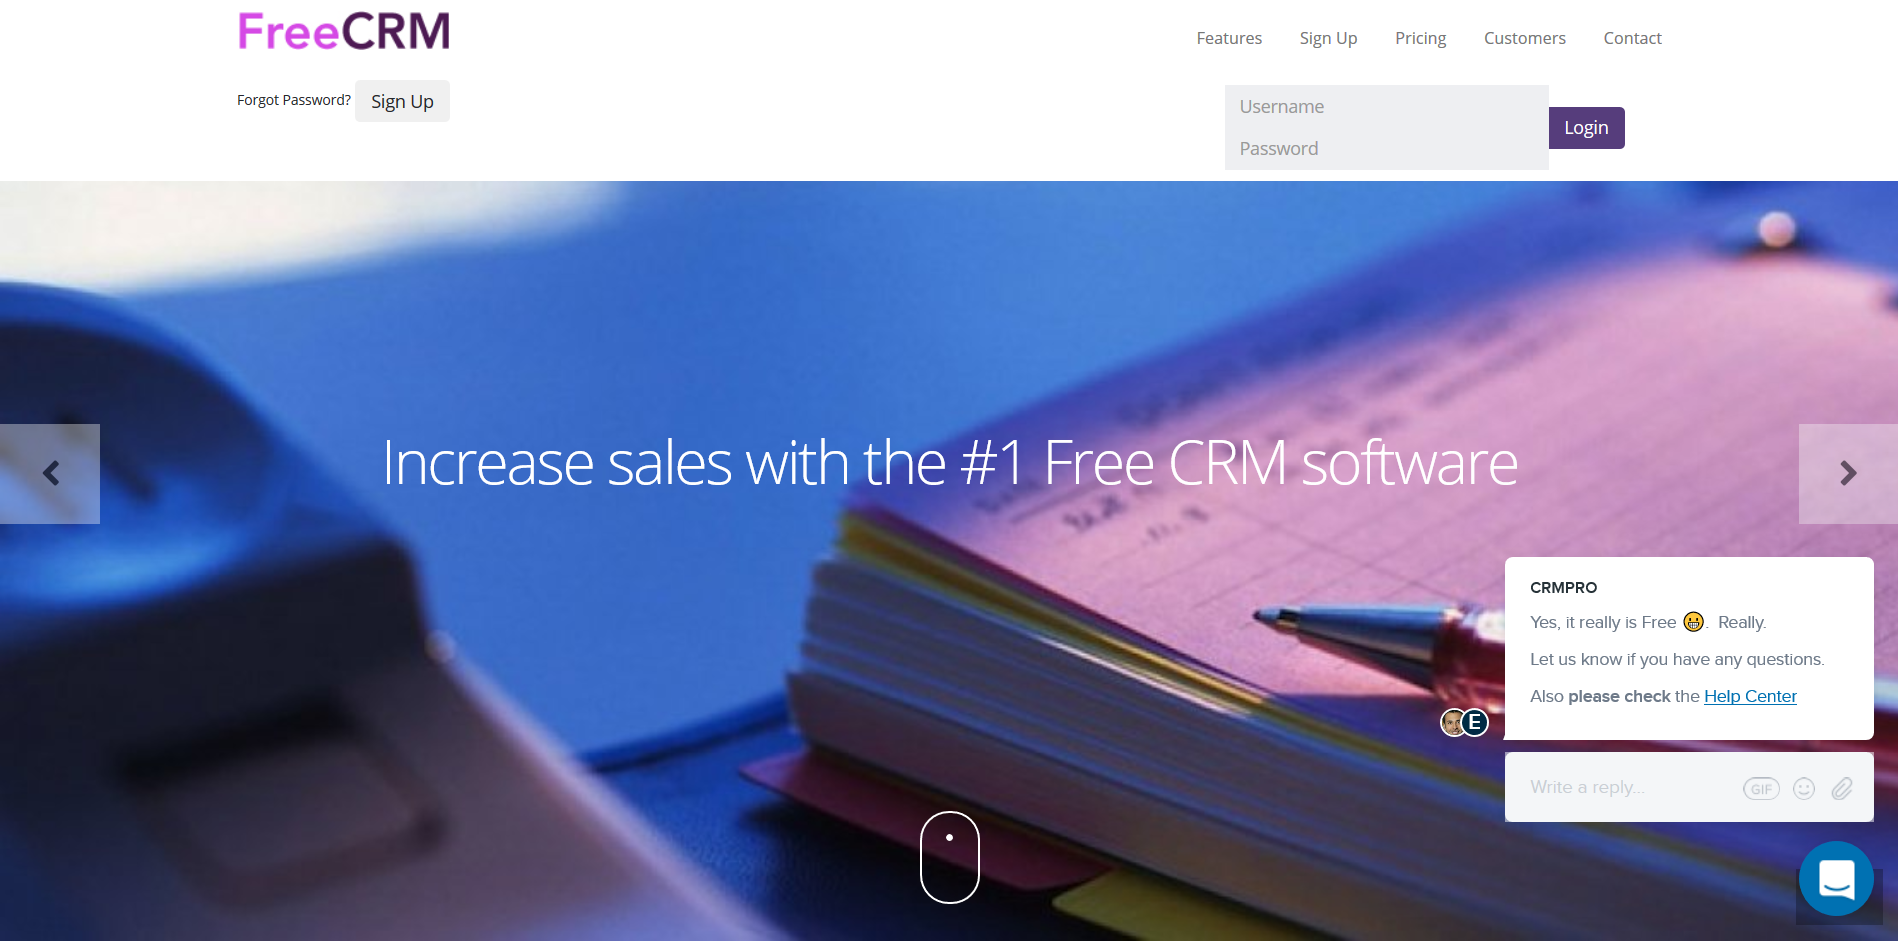 FreeCRM
Features Sign Up Pricing Customers Contact
Forgot Password? Sign Up
Username
Password
Login
Increase sales with the #1 Free CRM software
CRMPRO
Yes, it really is Free 😀. Really.
Let us know if you have any questions.
Also please check the Help Center
E
Write a reply...
GIF